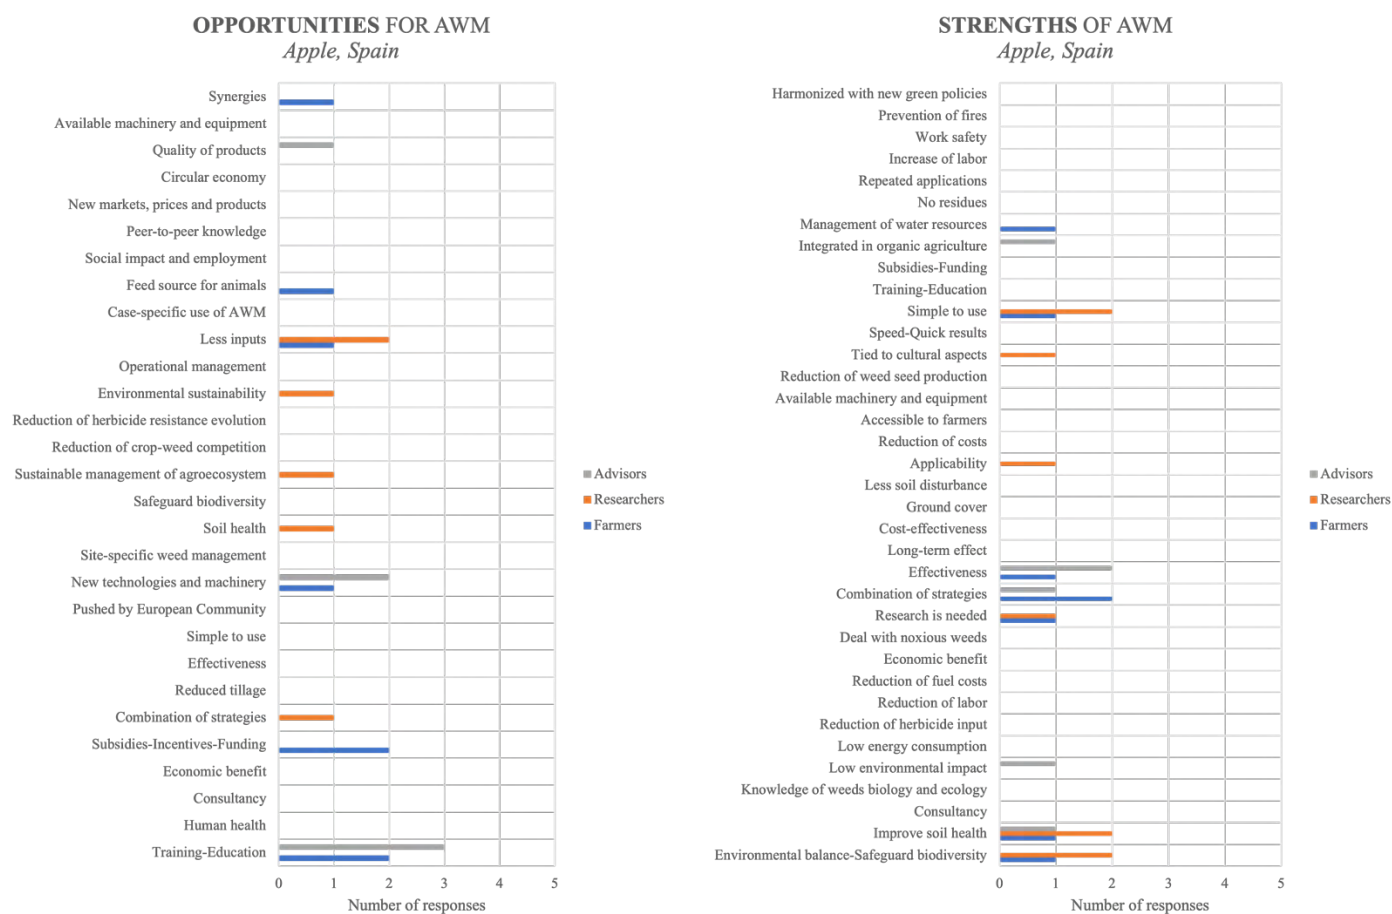 OPPORTUNITIES FOR AWM
Apple, Spain
Synergies
Available machinery and equipment
Quality of products
Circular economy
New markets, prices and products
Peer-to-peer knowledge
Social impact and employment
Feed source for animals
Case-specific use of AWM
Less inputs
Operational management
Environmental sustainability
Reduction of herbicide resistance evolution
Reduction of crop-weed competition
Sustainable management of agroecosystem
Safeguard biodiversity
Soil health
Site-specific weed management
New technologies and machinery
Pushed by European Community
Simple to use
Effectiveness
Reduced tillage
Combination of strategies
Subsidies-Incentives-Funding
Economic benefit
Consultancy
Human health
Training-Education
0 1 2 3 4 5
Number of responses
Advisors
Researchers
Farmers
STRENGTHS OF AWM
Apple, Spain
Harmonized with new green policies
Prevention of fires
Work safety
Increase of labor
Repeated applications
No residues
Management of water resources
Integrated in organic agriculture
Subsidies-Funding
Training-Education
Simple to use
Speed-Quick results
Tied to cultural aspects
Reduction of weed seed production
Available machinery and equipment
Accessible to farmers
Reduction of costs
Applicability
Less soil disturbance
Ground cover
Cost-effectiveness
Long-term effect
Effectiveness
Combination of strategies
Research is needed
Deal with noxious weeds
Economic benefit
Reduction of fuel costs
Reduction of labor
Reduction of herbicide input
Low energy consumption
Low environmental impact
Knowledge of weeds biology and ecology
Consultancy
Improve soil health
Environmental balance-Safeguard biodiversity
0 1 2 3 4 5
Number of responses
Advisors
Researchers
Farmers